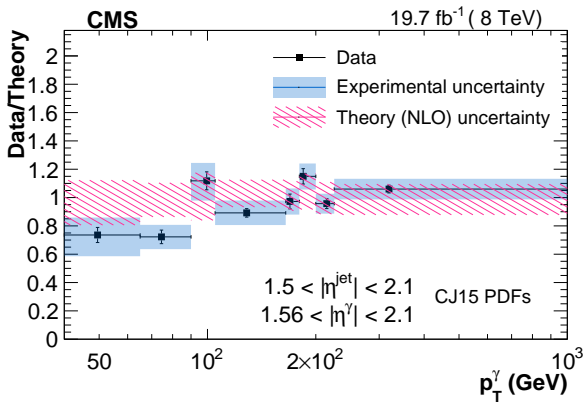 CMS 19.7 fb⁻¹ ( 8 TeV)
Data/Theory
2
1.8
1.6
1.4
1.2
1
0.8
0.6
0.4
0.2
0
Data
Experimental uncertainty
Theory (NLO) uncertainty
1.5 < |η^jet| < 2.1
1.56 < |η^γ| < 2.1
CJ15 PDFs
50 10² 2×10² 10³
p_T^γ (GeV)